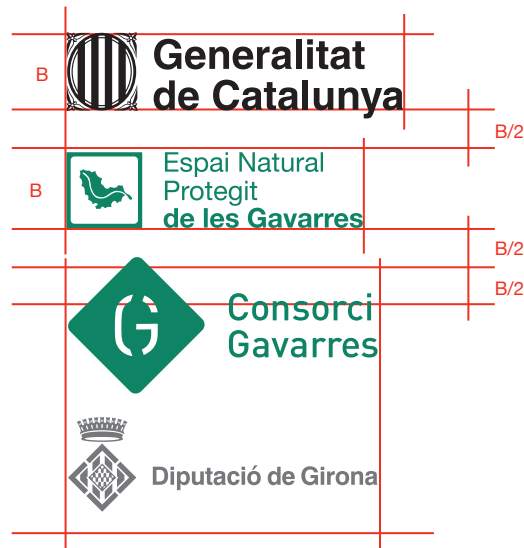 B
Generalitat
de Catalunya
B/2
B
Espai Natural
Protegit
de les Gavarres
B/2
B/2
G
Consorci
Gavarres
Diputació de Girona